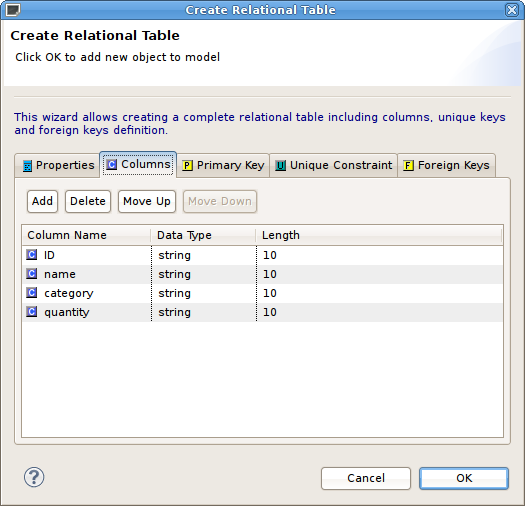 Create Relational Table
Create Relational Table
Click OK to add new object to model
This wizard allows creating a complete relational table including columns, unique keys
and foreign keys definition.
Properties C Columns P Primary Key U Unique Constraint F Foreign Keys
Add Delete Move Up Move Down
Column Name Data Type Length
C ID string 10
C name string 10
C category string 10
C quantity string 10
? Cancel OK